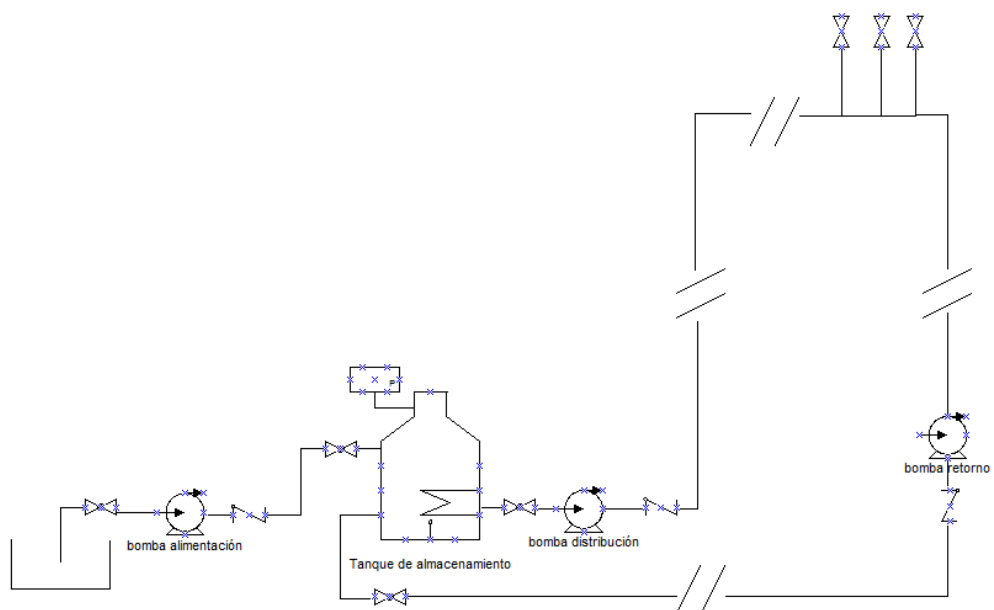 P
bomba retorno
bomba alimentación
bomba distribución
Tanque de almacenamiento